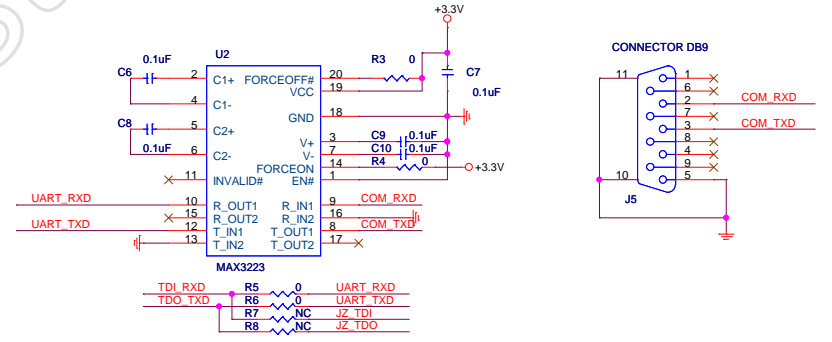 +3.3V
CONNECTOR DB9
0.1uF
U2
R3 0
C6
2 C1+ FORCEOFF# 20
VCC 19
C7
0.1uF
4 C1-
GND 18
C8
5 C2+
0.1uF
6 C2-
V+ 3 C9 0.1uF
V- 7 C10 0.1uF
FORCEON 14 R4 0 +3.3V
11 INVALID# EN# 1
UART_RXD 10 R_OUT1 R_IN1 9 COM_RXD
15 R_OUT2 R_IN2 16
UART_TXD 12 T_IN1 T_OUT1 8 COM_TXD
13 T_IN2 T_OUT2 17
MAX3223
11 1
6
2 COM_RXD
7
3 COM_TXD
8
4
9
10 5
J5
TDI_RXD R5 0 UART_RXD
TDO_TXD R6 0 UART_TXD
R7 NC JZ_TDI
R8 NC JZ_TDO